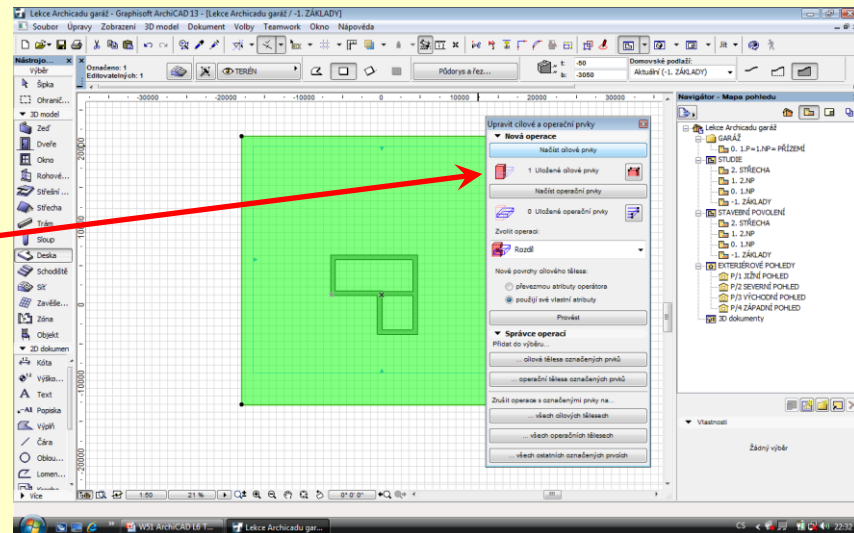 Lekce Archicadu garáž - Graphisoft ArchiCAD 13 - [Lekce Archicadu garáž / -1. ZÁKLADY]
Soubor Úpravy Zobrazení 3D model Dokument Volby Teamwork Okno Nápověda
Nástrojo...
Výběr
Šipka
Ohranič...
3D model
Zeď
Dveře
Okno
Rohové...
Střešní ...
Střecha
Trám
Sloup
Deska
Schodiště
Síť
Zavěše...
Zóna
Objekt
2D dokumen
Kóta
Výško...
Text
Popiska
Výplň
Čára
Oblou...
Lomen...
Více
Označeno: 1
Editovatelných: 1
TERÉN
Půdorys a řez...
t: -50
b: -3050
Domovské podlaží:
Aktuální (-1. ZÁKLADY)
-30000 -20000 -10000 0 10000 20000 30000
20000
10000
0
-10000
-20000
Upravit cílové a operační prvky
Nová operace
Načíst cílové prvky
1 Uložené cílové prvky
Načíst operační prvky
0 Uložené operační prvky
Zvolit operaci:
Rozdíl
Nové povrchy cílového tělesa:
převezmou atributy operátora
použijí své vlastní atributy
Provést
Správce operací
Přidat do výběru...
... cílová tělesa označených prvků
... operační tělesa označených prvků
Zrušit operace s označenými prvky na...
... všech cílových tělesech
... všech operačních tělesech
... všech ostatních označených prvcích
Navigátor - Mapa pohledu
Lekce Archicadu garáž
GARÁŽ
0. 1.P=1.NP= PŘÍZEMÍ
STUDIE
2. STŘECHA
1. 2.NP
0. 1.NP
-1. ZÁKLADY
STAVEBNÍ POVOLENÍ
2. STŘECHA
1. 2.NP
0. 1.NP
-1. ZÁKLADY
EXTERIÉROVÉ POHLEDY
P/1 JIŽNÍ POHLED
P/2 SEVERNÍ POHLED
P/3 VÝCHODNÍ POHLED
P/4 ZÁPADNÍ POHLED
3D dokumenty
Vlastnosti
Žádný výběr
1:50 21 % 0° 0' 0"
W51 ArchiCAD L6 T... Lekce Archicadu gar... CS 22:32